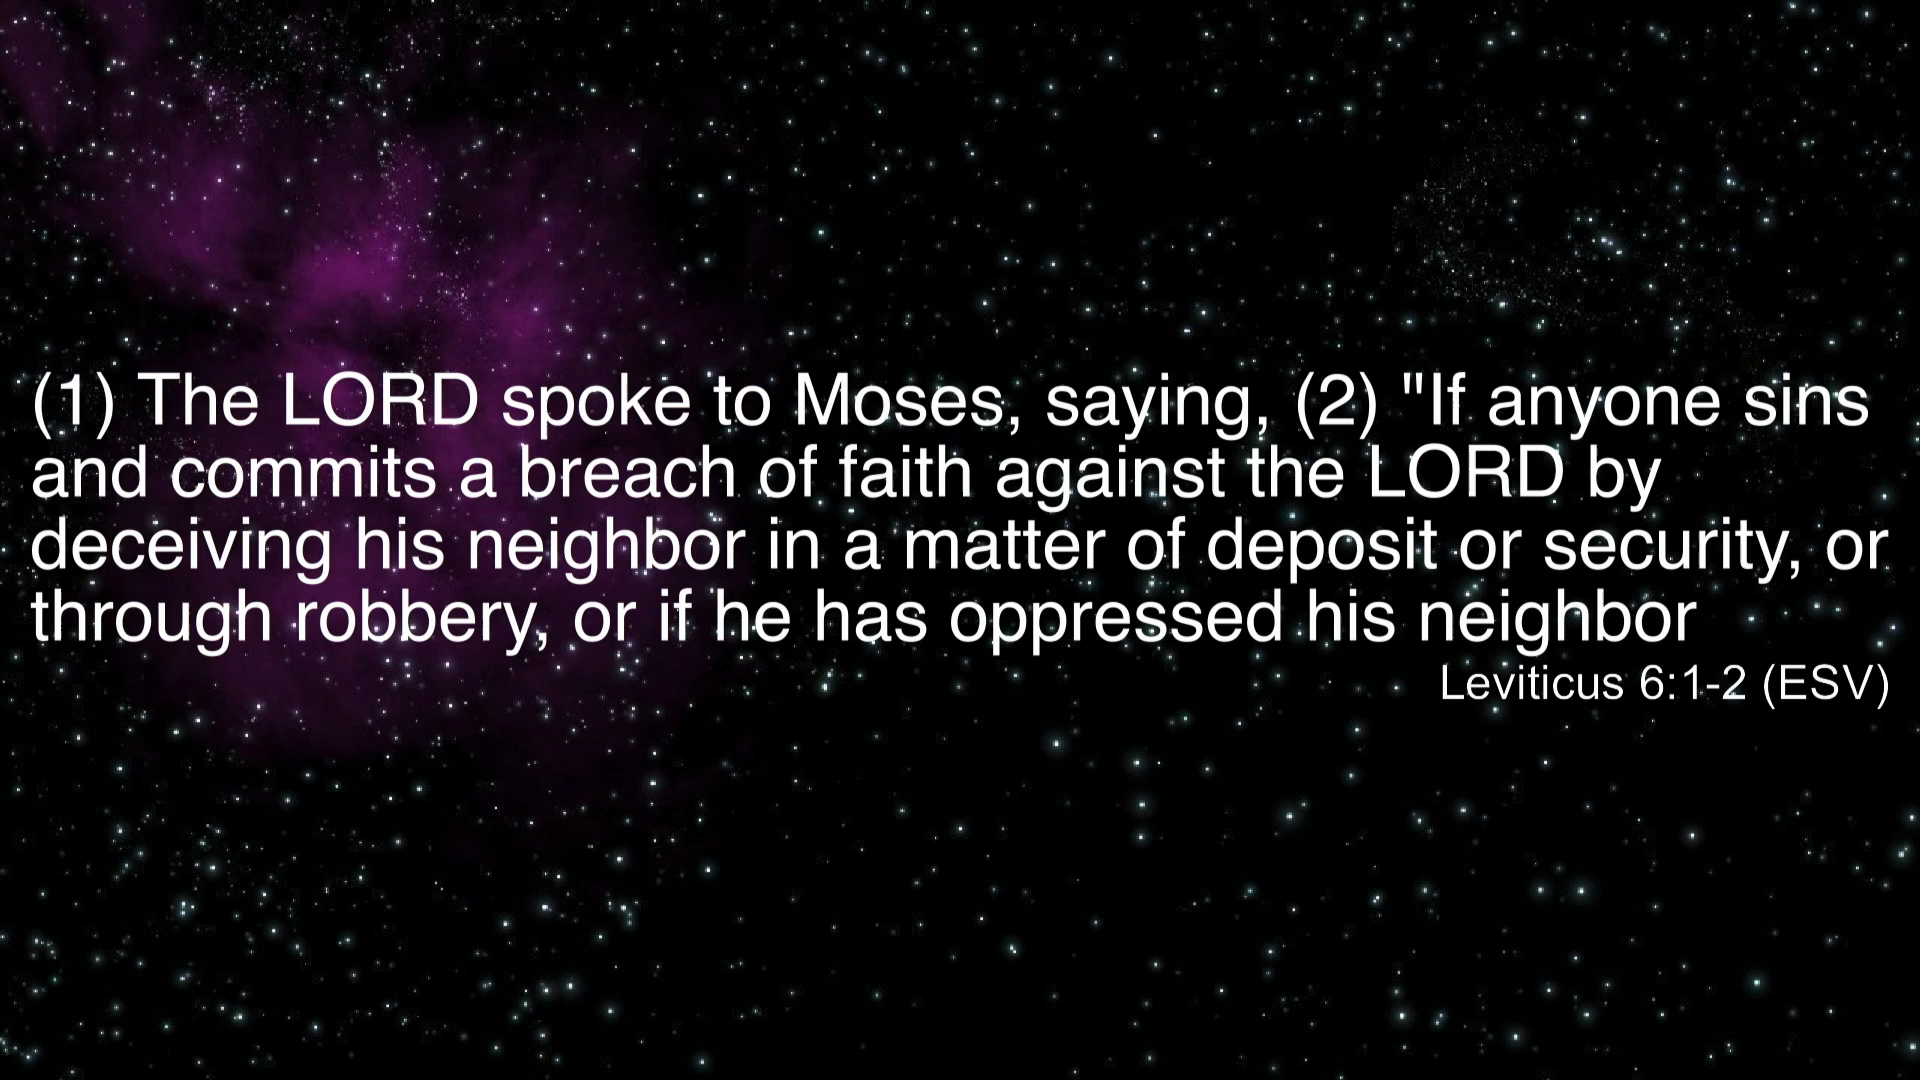 (1) The LORD spoke to Moses, saying, (2) "If anyone sins
and commits a breach of faith against the LORD by
deceiving his neighbor in a matter of deposit or security, or
through robbery, or if he has oppressed his neighbor
Leviticus 6:1-2 (ESV)